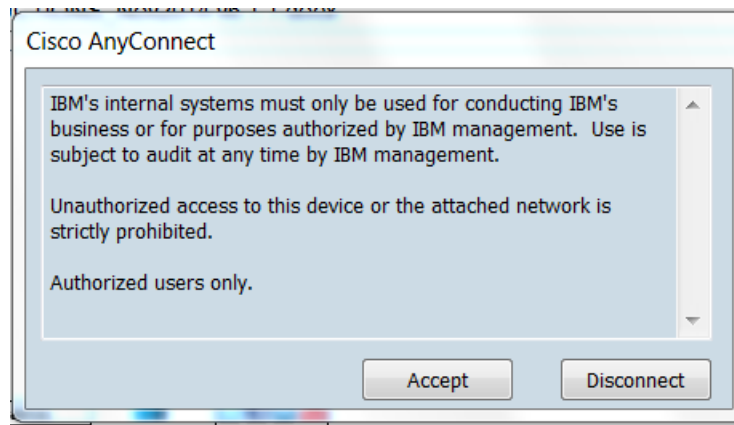 Cisco AnyConnect
IBM's internal systems must only be used for conducting IBM's
business or for purposes authorized by IBM management.  Use is
subject to audit at any time by IBM management.
Unauthorized access to this device or the attached network is
strictly prohibited.
Authorized users only.
Accept
Disconnect